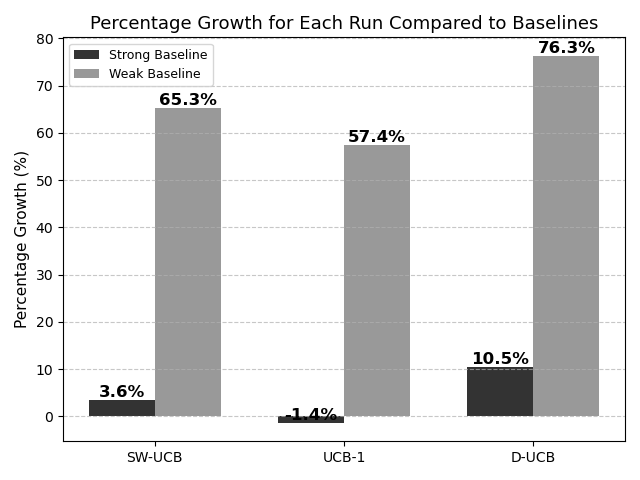 Percentage Growth for Each Run Compared to Baselines
Strong Baseline
Weak Baseline
Percentage Growth (%)
80
70
60
50
40
30
20
10
0
3.6%
65.3%
-1.4%
57.4%
10.5%
76.3%
SW-UCB
UCB-1
D-UCB